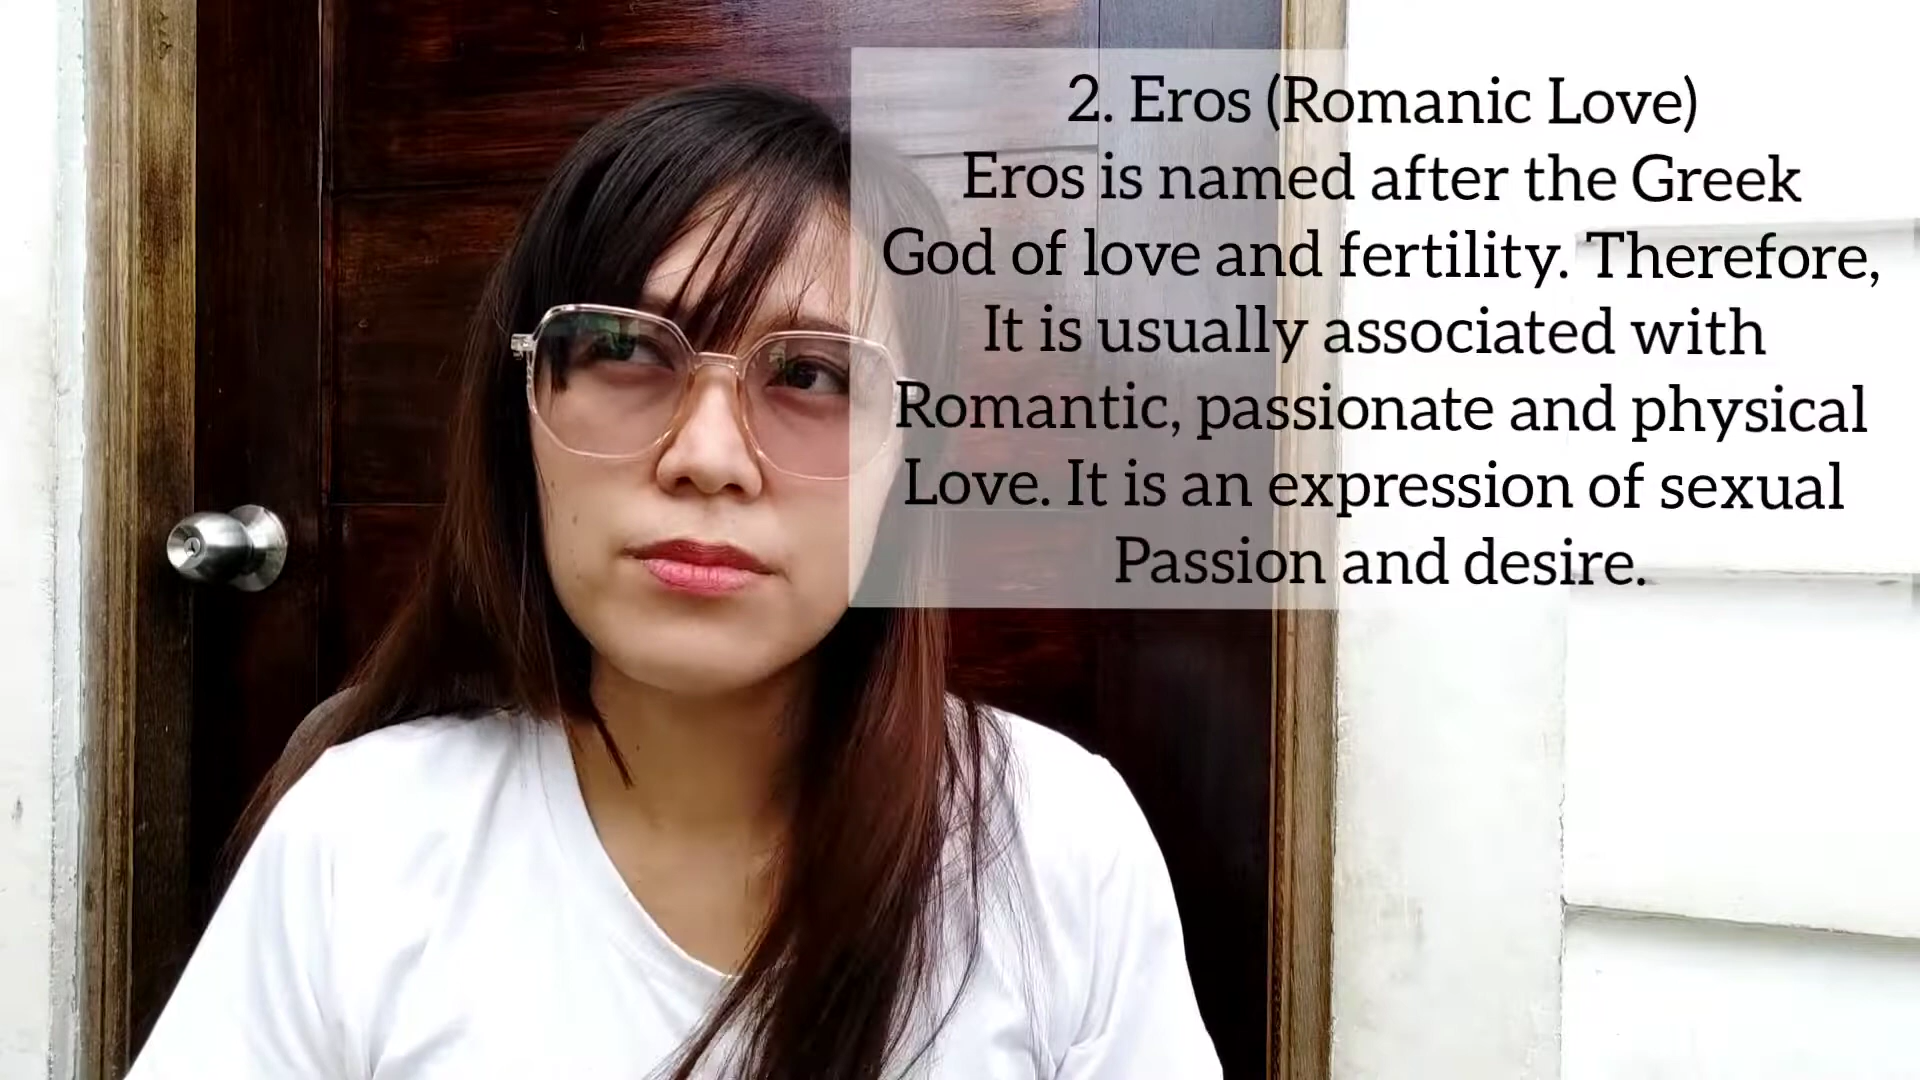 2. Eros (Romanic Love)
Eros is named after the Greek
God of love and fertility. Therefore,
It is usually associated with
Romantic, passionate and physical
Love. It is an expression of sexual
Passion and desire.